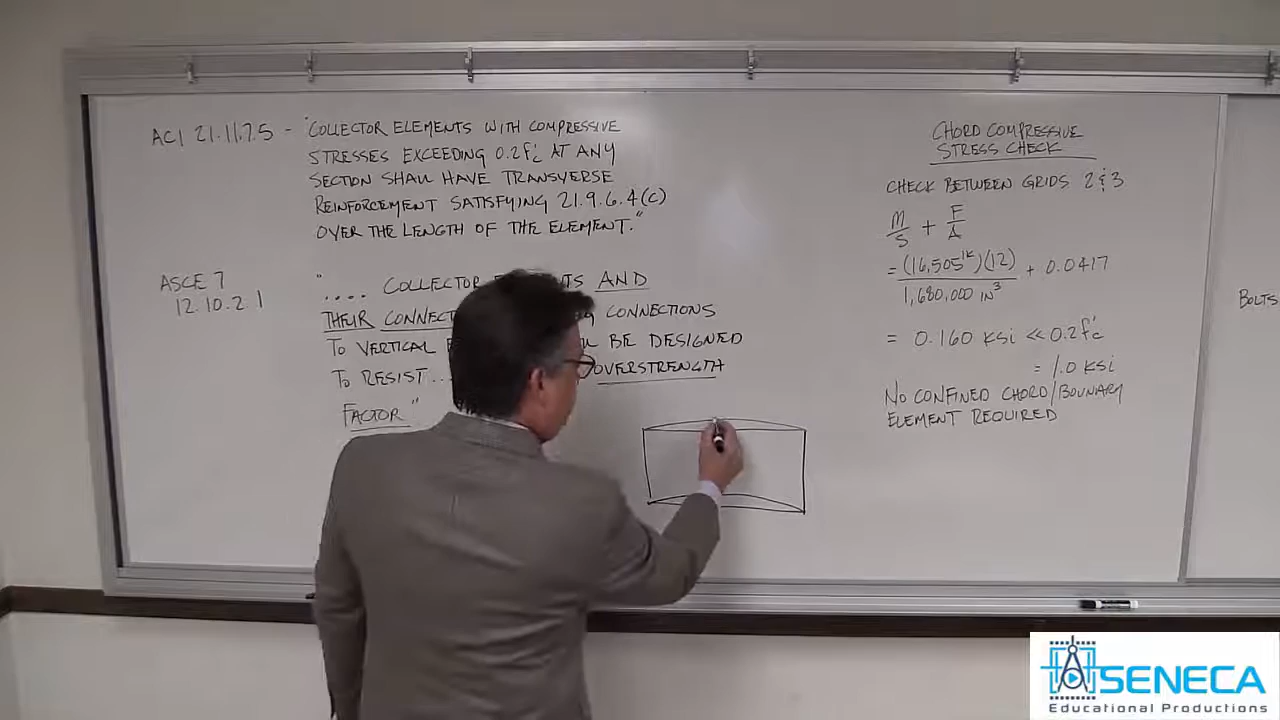 ACI 21.11.7.5 - "COLLECTOR ELEMENTS WITH COMPRESSIVE
STRESSES EXCEEDING 0.2f'c AT ANY
SECTION SHALL HAVE TRANSVERSE
REINFORCEMENT SATISFYING 21.9.6.4(c)
OVER THE LENGTH OF THE ELEMENT."
ASCE 7
12.10.2.1
".... COLLECTOR AND
THEIR CONNECTIONS
TO VERTICAL BE DESIGNED
TO RESIST... OVERSTRENGTH
FACTOR"
CHORD COMPRESSIVE
STRESS CHECK
CHECK BETWEEN GRIDS 2 & 3
M/S + F/A
= (16,505'K)(12) / 1,680,000 IN³ + 0.0417
= 0.160 KSi << 0.2f'c
= 1.0 KSi
NO CONFINED CHORD/BOUNARY
ELEMENT REQUIRED
BOLTS
SENECA
Educational Productions